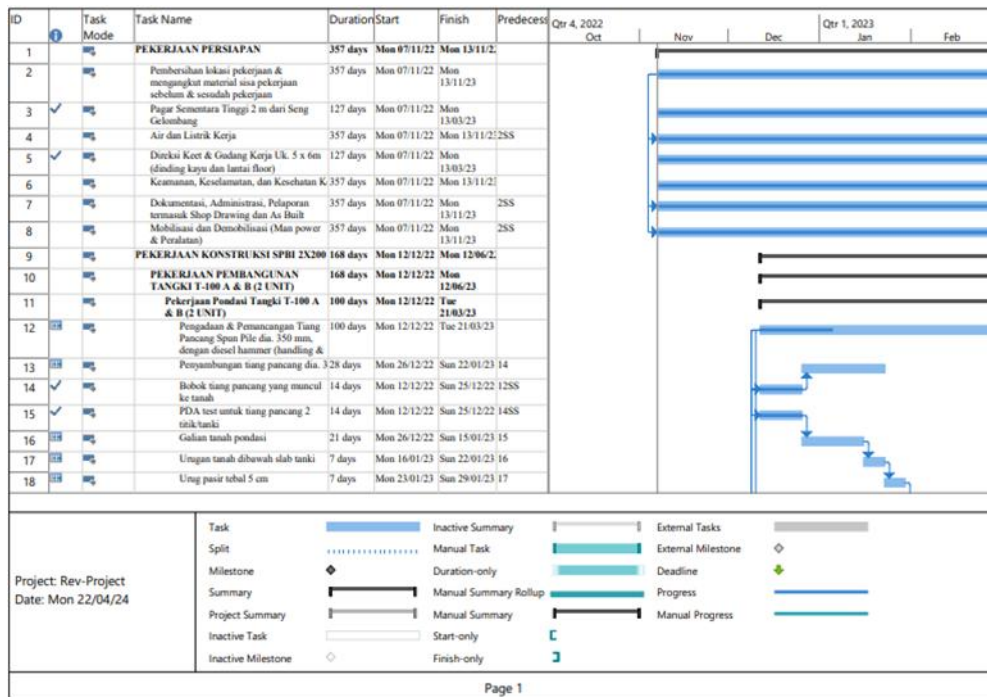 ID Task Mode Task Name Duration Start Finish Predecess Qtr 4, 2022 Qtr 1, 2023
Oct Nov Dec Jan Feb
1 PEKERJAAN PERSIAPAN 357 days Mon 07/11/22 Mon 13/11/2
2 Pembersihan lokasi pekerjaan & 357 days Mon 07/11/22 Mon
mengangkut material sisa pekerjaan 13/11/23
sebelum & sesudah pekerjaan
3 Pagar Sementara Tinggi 2 m dari Seng 127 days Mon 07/11/22 Mon
Gelombang 13/03/23
4 Air dan Listrik Kerja 357 days Mon 07/11/22 Mon 13/11/23 2SS
5 Direksi Keet & Gudang Kerja Uk. 5 x 6m 127 days Mon 07/11/22 Mon
(dinding kayu dan lantai floor) 13/03/23
6 Keamanan, Keselamatan, dan Kesehatan K 357 days Mon 07/11/22 Mon 13/11/2
7 Dokumentasi, Administrasi, Pelaporan 357 days Mon 07/11/22 Mon 2SS
termasuk Shop Drawing dan As Built 13/11/23
8 Mobilisasi dan Demobilisasi (Man power 357 days Mon 07/11/22 Mon 2SS
& Peralatan) 13/11/23
9 PEKERJAAN KONSTRUKSI SPBI 2X200 168 days Mon 12/12/22 Mon 12/06/2
10 PEKERJAAN PEMBANGUNAN 168 days Mon 12/12/22 Mon
TANGKI T-100 A & B (2 UNIT) 12/06/23
11 Pekerjaan Pondasi Tangki T-100 A 100 days Mon 12/12/22 Tue
& B (2 UNIT) 21/03/23
12 Pengadaan & Pemancangan Tiang 100 days Mon 12/12/22 Tue 21/03/23
Pancang Spun Pile dia. 350 mm,
dengan diesel hammer (handling &
13 Penyambungan tiang pancang dia. 3 28 days Mon 26/12/22 Sun 22/01/23 14
14 Bobok tiang pancang yang muncul 14 days Mon 12/12/22 Sun 25/12/22 12SS
ke tanah
15 PDA test untuk tiang pancang 2 14 days Mon 12/12/22 Sun 25/12/22 14SS
titik/tanki
16 Galian tanah pondasi 21 days Mon 26/12/22 Sun 15/01/23 15
17 Urugan tanah dibawah slab tanki 7 days Mon 16/01/23 Sun 22/01/23 16
18 Urug pasir tebal 5 cm 7 days Mon 23/01/23 Sun 29/01/23 17
Project: Rev-Project
Date: Mon 22/04/24
Task Inactive Summary External Tasks
Split Manual Task External Milestone
Milestone Duration-only Deadline
Summary Manual Summary Rollup Progress
Project Summary Manual Summary Manual Progress
Inactive Task Start-only
Inactive Milestone Finish-only
Page 1